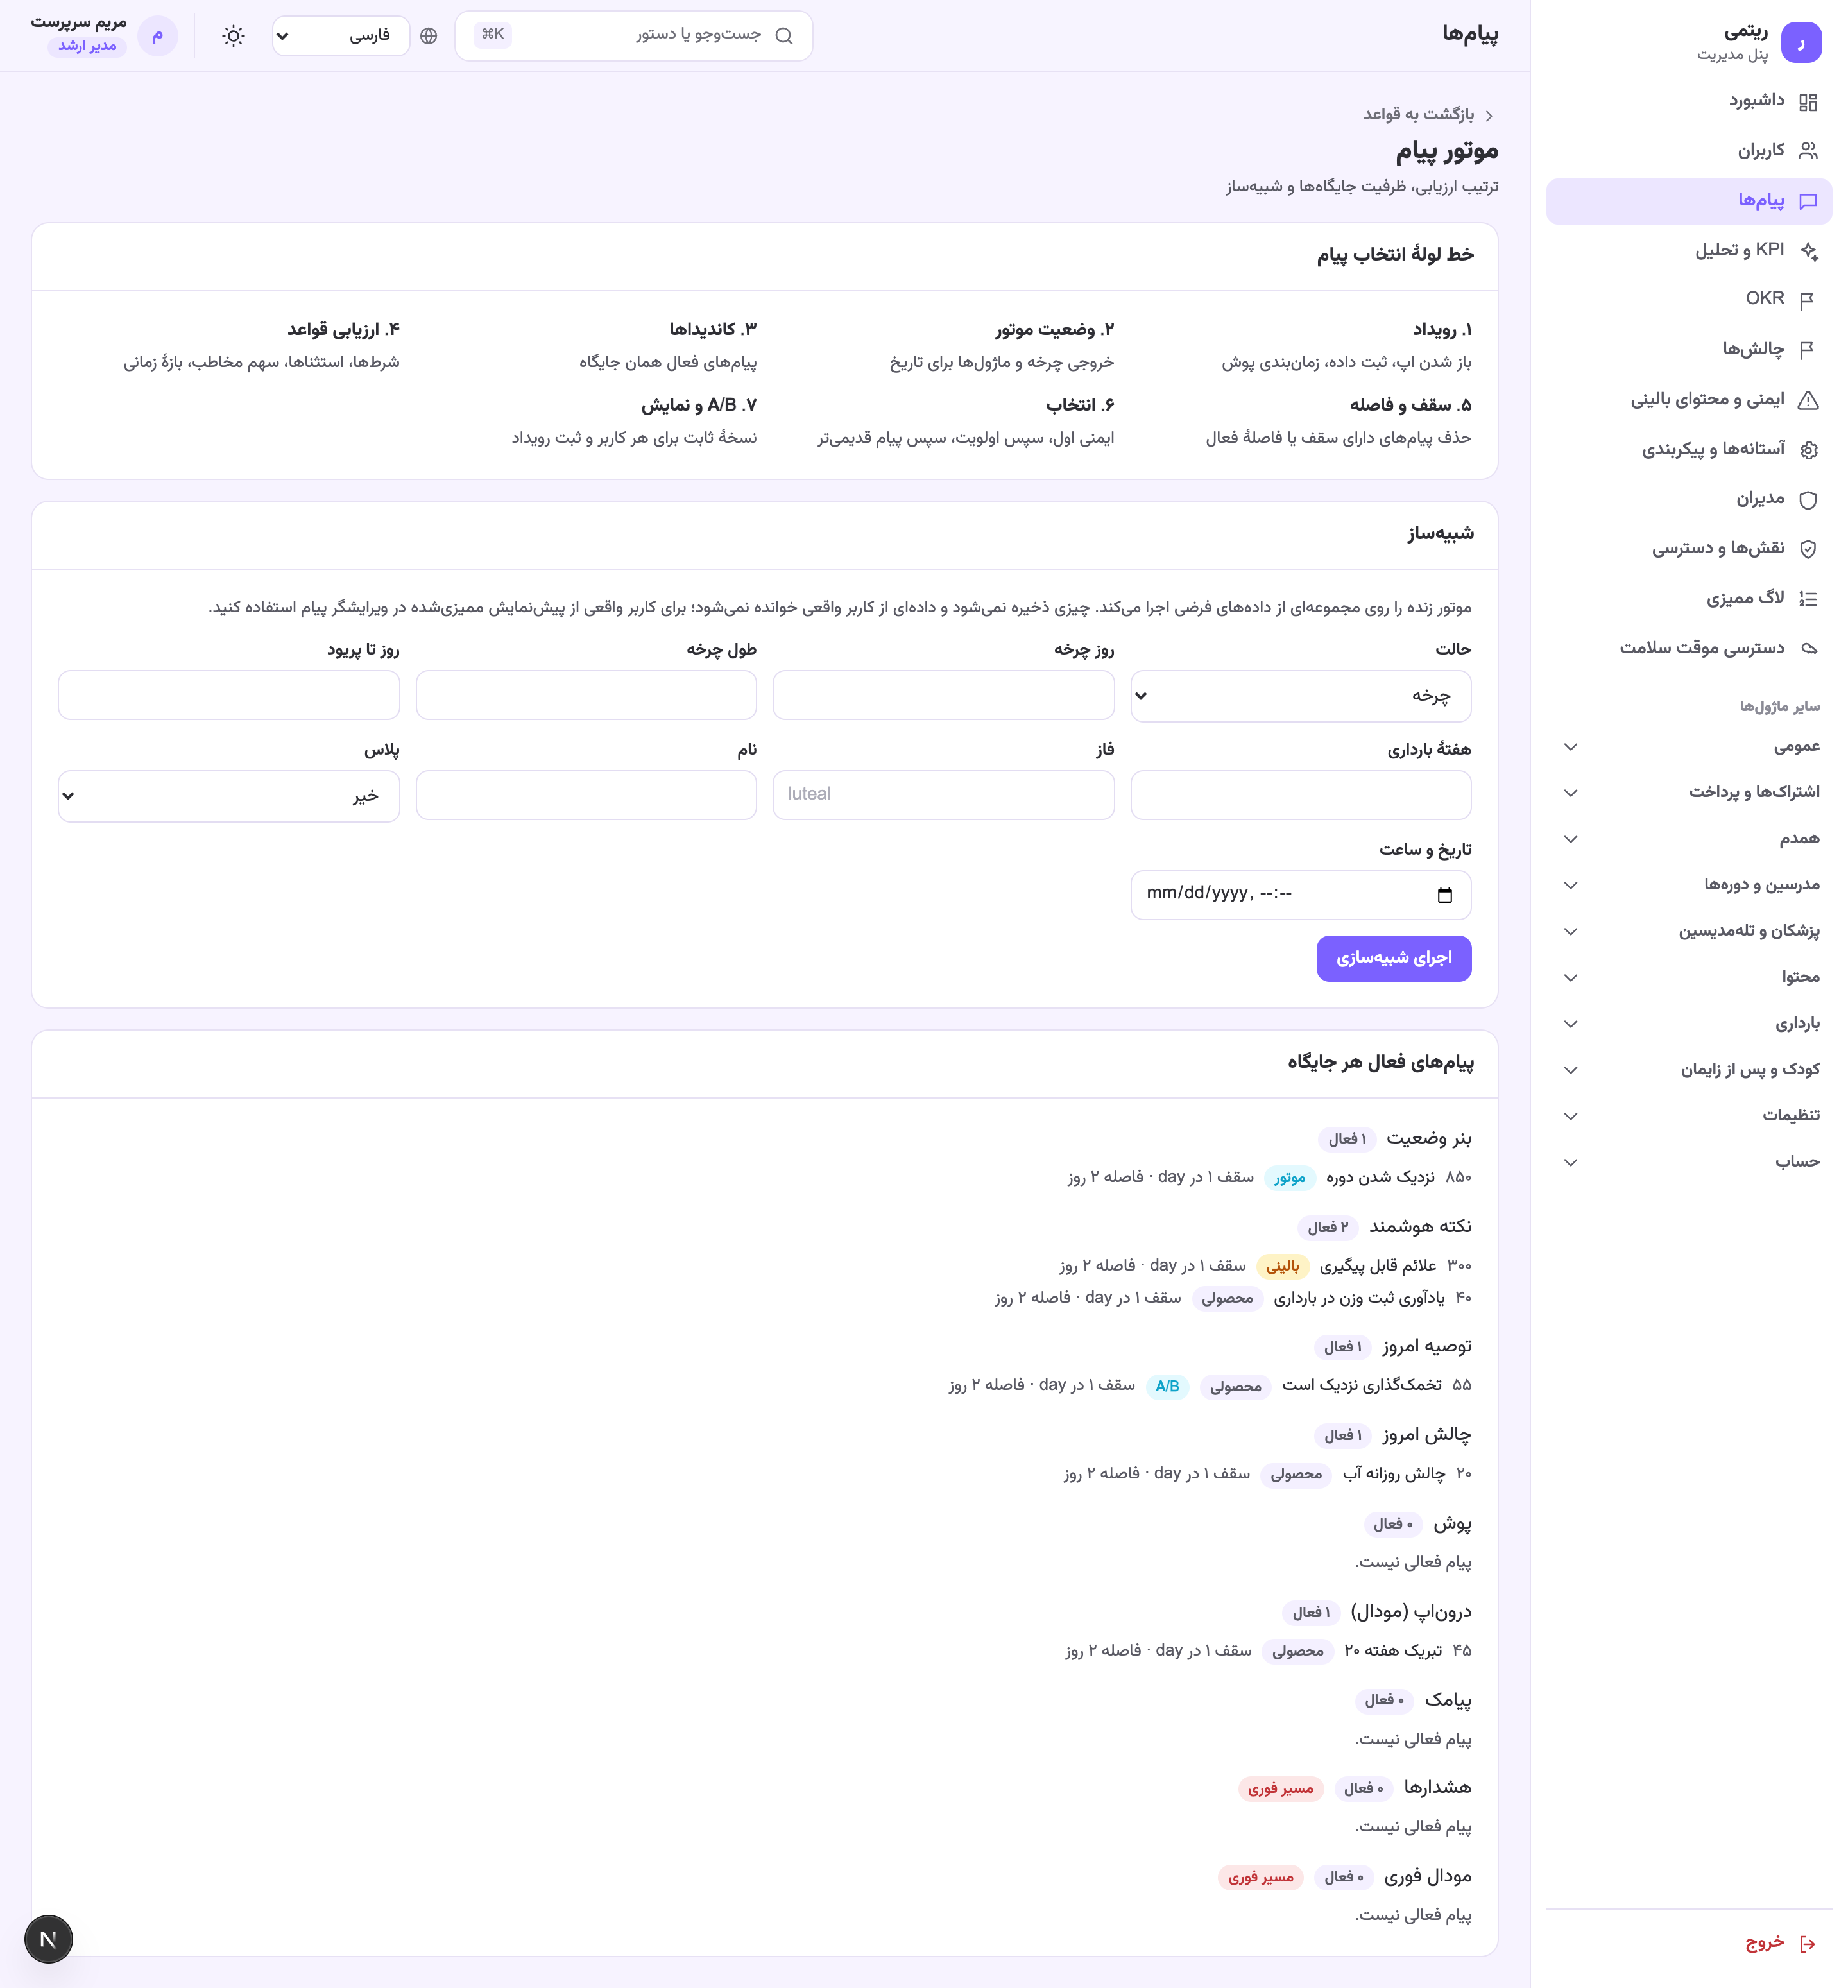 ر
ریتمی
پنل مدیریت
داشبورد
کاربران
پیام‌ها
KPI و تحلیل
OKR
چالش‌ها
ایمنی و محتوای بالینی
آستانه‌ها و پیکربندی
مدیران
نقش‌ها و دسترسی
لاگ ممیزی
دسترسی موقت سلامت
سایر ماژول‌ها
عمومی
اشتراک‌ها و پرداخت
همدم
مدرسین و دوره‌ها
پزشکان و تله‌مدیسین
محتوا
بارداری
کودک و پس از زایمان
تنظیمات
حساب
خروج
پیام‌ها
جست‌وجو یا دستور ⌘K
فارسی
م
مریم سرپرست
مدیر ارشد
بازگشت به قواعد
موتور پیام
ترتیب ارزیابی، ظرفیت جایگاه‌ها و شبیه‌ساز
خط لولهٔ انتخاب پیام
۱. رویداد
باز شدن اپ، ثبت داده، زمان‌بندی پوش
۲. وضعیت موتور
خروجی چرخه و ماژول‌ها برای تاریخ
۳. کاندیداها
پیام‌های فعال همان جایگاه
۴. ارزیابی قواعد
شرط‌ها، استثناها، سهم مخاطب، بازهٔ زمانی
۵. سقف و فاصله
حذف پیام‌های دارای سقف یا فاصلهٔ فعال
۶. انتخاب
ایمنی اول، سپس اولویت، سپس پیام قدیمی‌تر
۷. A/B و نمایش
نسخهٔ ثابت برای هر کاربر و ثبت رویداد
شبیه‌ساز
موتور زنده را روی مجموعه‌ای از داده‌های فرضی اجرا می‌کند. چیزی ذخیره نمی‌شود و داده‌ای از کاربر واقعی خوانده نمی‌شود؛ برای کاربر واقعی از پیش‌نمایش ممیزی‌شده در ویرایشگر پیام استفاده کنید.
حالت
چرخه
روز چرخه
طول چرخه
روز تا پریود
هفتهٔ بارداری
فاز
luteal
نام
پلاس
خیر
تاریخ و ساعت
mm/dd/yyyy, --:--
اجرای شبیه‌سازی
پیام‌های فعال هر جایگاه
بنر وضعیت ۱ فعال
۸۵۰ نزدیک شدن دوره موتور سقف ۱ در day · فاصله ۲ روز
نکته هوشمند ۲ فعال
۳۰۰ علائم قابل پیگیری بالینی سقف ۱ در day · فاصله ۲ روز
۴۰ یادآوری ثبت وزن در بارداری محصولی سقف ۱ در day · فاصله ۲ روز
توصیه امروز ۱ فعال
۵۵ تخمک‌گذاری نزدیک است محصولی A/B سقف ۱ در day · فاصله ۲ روز
چالش امروز ۱ فعال
۲۰ چالش روزانه آب محصولی سقف ۱ در day · فاصله ۲ روز
پوش ۰ فعال
پیام فعالی نیست.
درون‌اپ (مودال) ۱ فعال
۴۵ تبریک هفته ۲۰ محصولی سقف ۱ در day · فاصله ۲ روز
پیامک ۰ فعال
پیام فعالی نیست.
هشدارها ۰ فعال مسیر فوری
پیام فعالی نیست.
مودال فوری ۰ فعال مسیر فوری
پیام فعالی نیست.
N